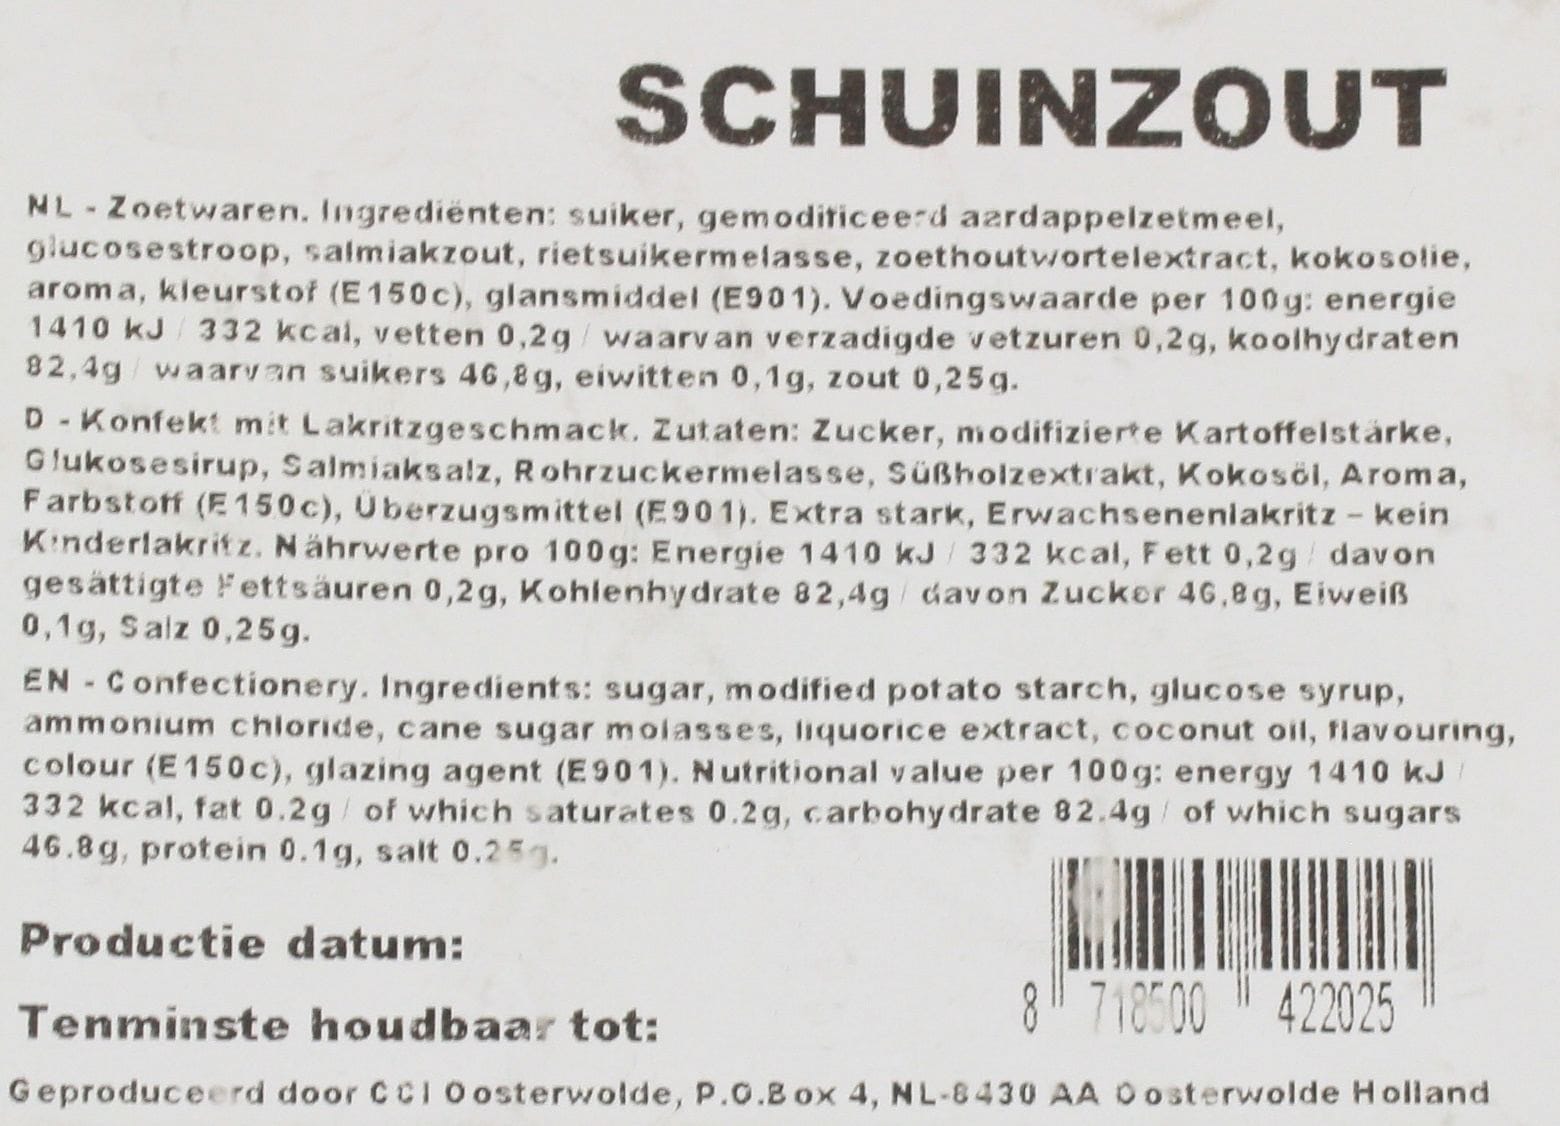 SCHUINZOUT
NL - Zoetwaren. Ingrediënten: suiker, gemodificeerd aardappelzetmeel,
glucosestroop, salmiakzout, rietsuikermelasse, zoethoutwortelextract, kokosolie,
aroma, kleurstof (E150c), glansmiddel (E901). Voedingswaarde per 100g: energie
1410 kJ / 332 kcal, vetten 0,2g / waarvan verzadigde vetzuren 0,2g, koolhydraten
82,4g / waarvan suikers 46,8g, eiwitten 0,1g, zout 0,25g.
D - Konfekt mit Lakritzgeschmack. Zutaten: Zucker, modifizierte Kartoffelstärke,
Glukosesirup, Salmiaksalz, Rohrzuckermelasse, Süßholzextrakt, Kokosöl, Aroma,
Farbstoff (E150c), Überzugsmittel (E901). Extra stark, Erwachsenenlakritz – kein
Kinderlakritz. Nährwerte pro 100g: Energie 1410 kJ / 332 kcal, Fett 0,2g / davon
gesättigte Fettsäuren 0,2g, Kohlenhydrate 82,4g / davon Zucker 46,8g, Eiweiß
0,1g, Salz 0,25g.
EN - Confectionery. Ingredients: sugar, modified potato starch, glucose syrup,
ammonium chloride, cane sugar molasses, liquorice extract, coconut oil, flavouring,
colour (E150c), glazing agent (E901). Nutritional value per 100g: energy 1410 kJ /
332 kcal, fat 0.2g / of which saturates 0.2g, carbohydrate 82.4g / of which sugars
46.8g, protein 0.1g, salt 0.25g.
Productie datum:
Tenminste houdbaar tot:
8 718500 422025
Geproduceerd door CCI Oosterwolde, P.O.Box 4, NL-8430 AA Oosterwolde Holland